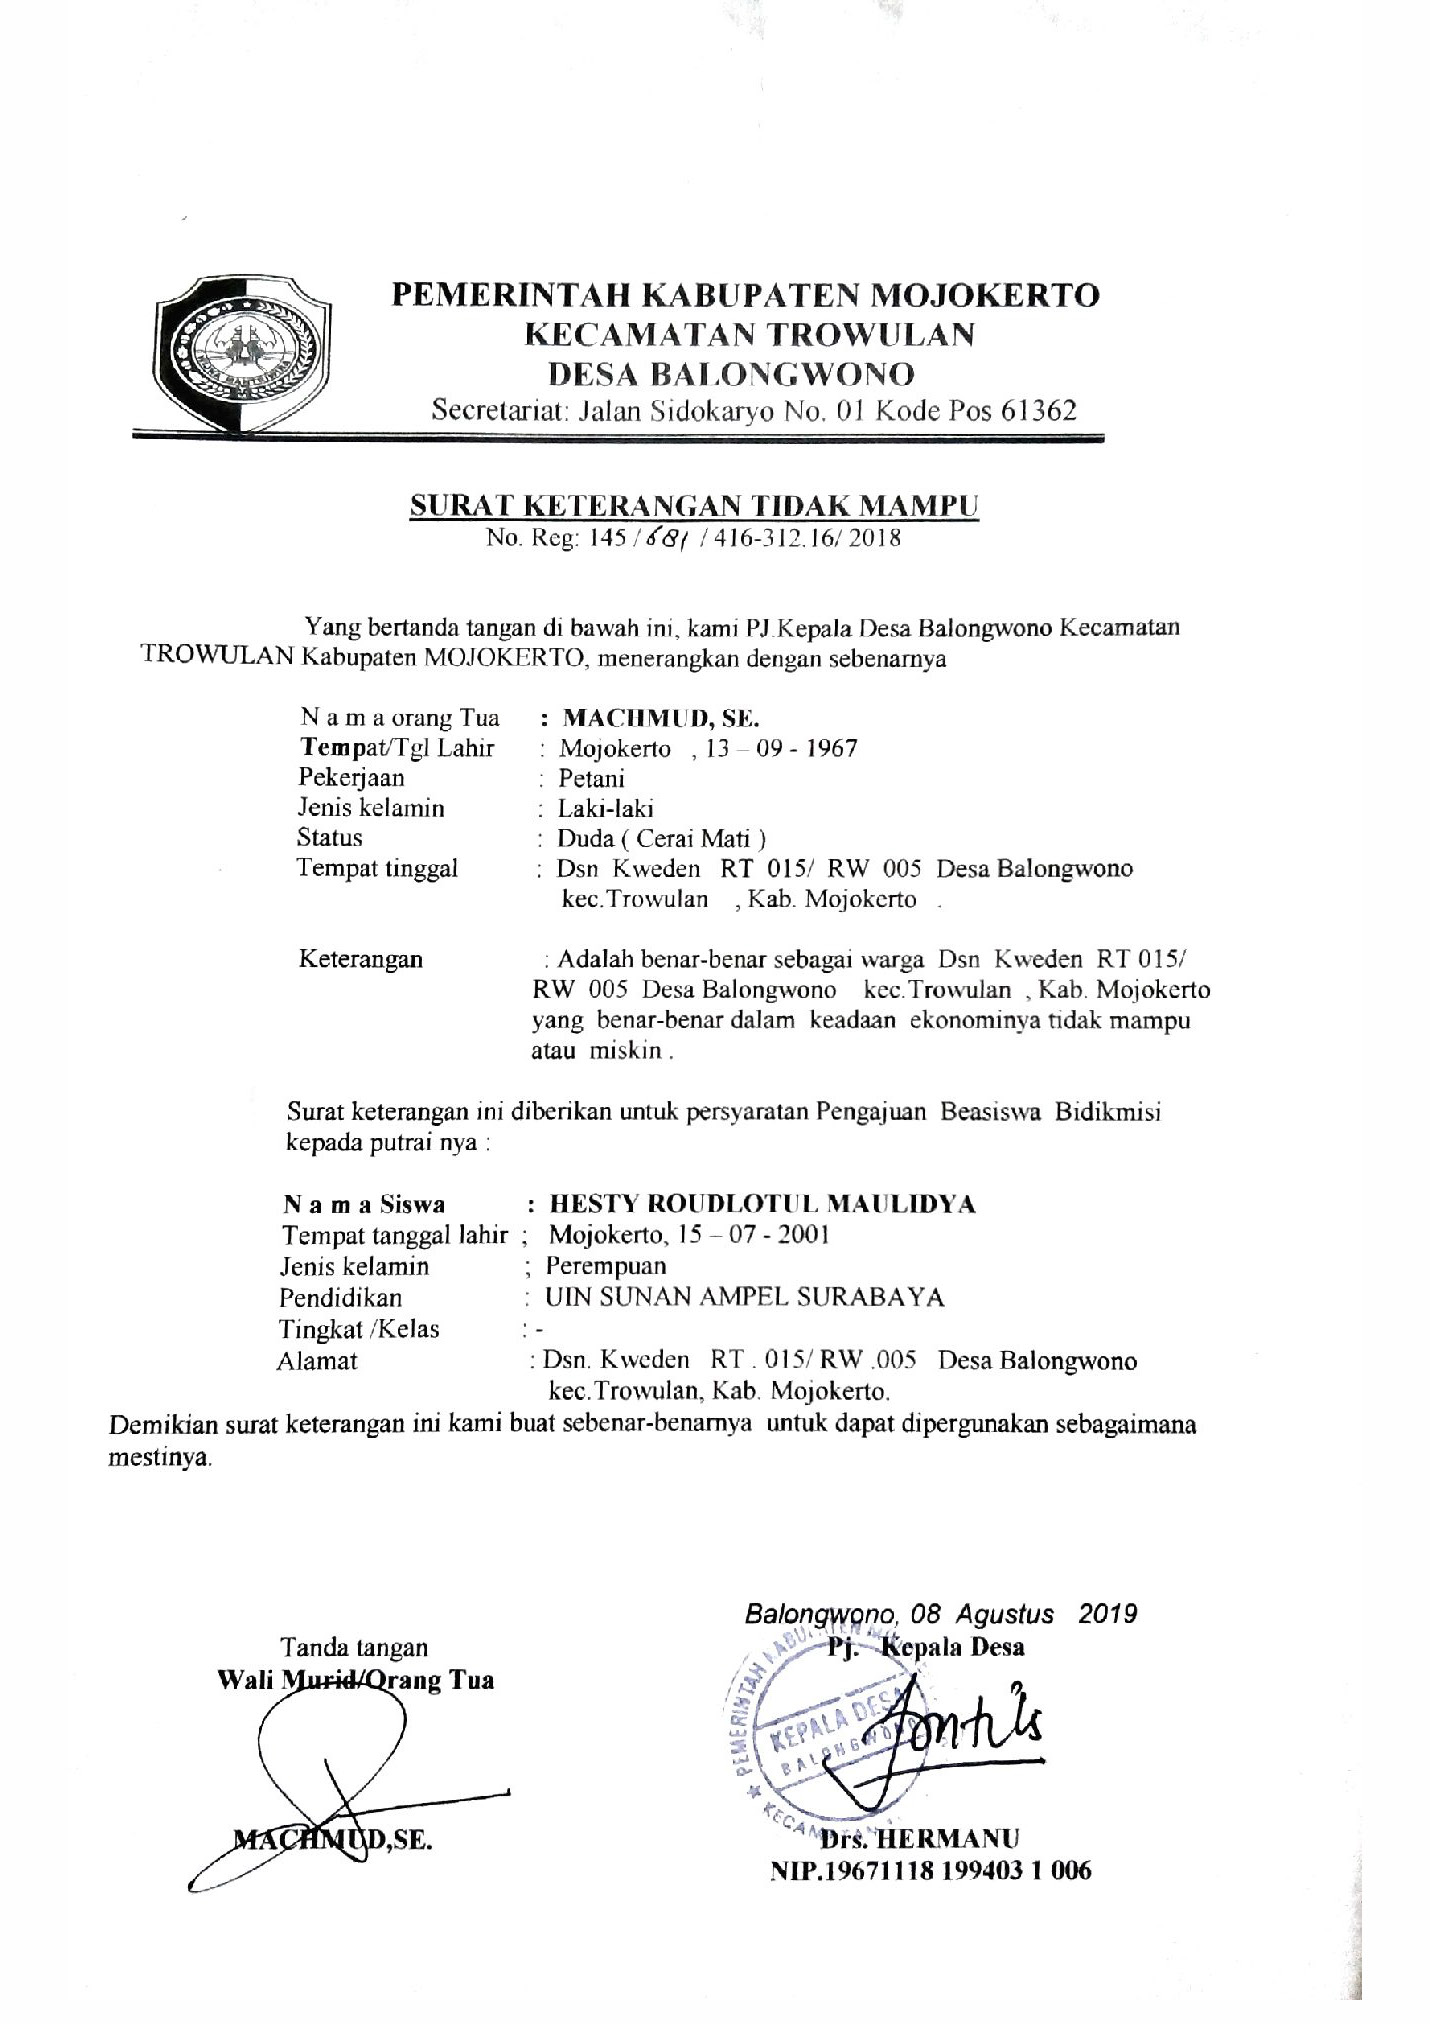 PEMERINTAH KABUPATEN MOJOKERTO
KECAMATAN TROWULAN
DESA BALONGWONO
Secretariat: Jalan Sidokaryo No. 01 Kode Pos 61362
SURAT KETERANGAN TIDAK MAMPU
No. Reg: 145 / 681 / 416-312.16/ 2018
Yang bertanda tangan di bawah ini, kami PJ.Kepala Desa Balongwono Kecamatan
TROWULAN Kabupaten MOJOKERTO, menerangkan dengan sebenarnya
N a m a orang Tua : MACHMUD, SE.
Tempat/Tgl Lahir : Mojokerto , 13 – 09 - 1967
Pekerjaan : Petani
Jenis kelamin : Laki-laki
Status : Duda ( Cerai Mati )
Tempat tinggal : Dsn Kweden RT 015/ RW 005 Desa Balongwono
kec.Trowulan , Kab. Mojokerto .
Keterangan : Adalah benar-benar sebagai warga Dsn Kweden RT 015/
RW 005 Desa Balongwono kec.Trowulan , Kab. Mojokerto
yang benar-benar dalam keadaan ekonominya tidak mampu
atau miskin .
Surat keterangan ini diberikan untuk persyaratan Pengajuan Beasiswa Bidikmisi
kepada putrai nya :
N a m a Siswa : HESTY ROUDLOTUL MAULIDYA
Tempat tanggal lahir ; Mojokerto, 15 – 07 - 2001
Jenis kelamin ; Perempuan
Pendidikan : UIN SUNAN AMPEL SURABAYA
Tingkat /Kelas : -
Alamat : Dsn. Kweden RT . 015/ RW .005 Desa Balongwono
kec.Trowulan, Kab. Mojokerto.
Demikian surat keterangan ini kami buat sebenar-benarnya untuk dapat dipergunakan sebagaimana
mestinya.
Balongwono, 08 Agustus 2019
Tanda tangan Pj. Kepala Desa
Wali Murid/Orang Tua
PEMERINTAH KABUPATEN
KEPALA DESA
BALONGWONO
KECAMATAN
MACHMUD,SE. Drs. HERMANU
NIP.19671118 199403 1 006